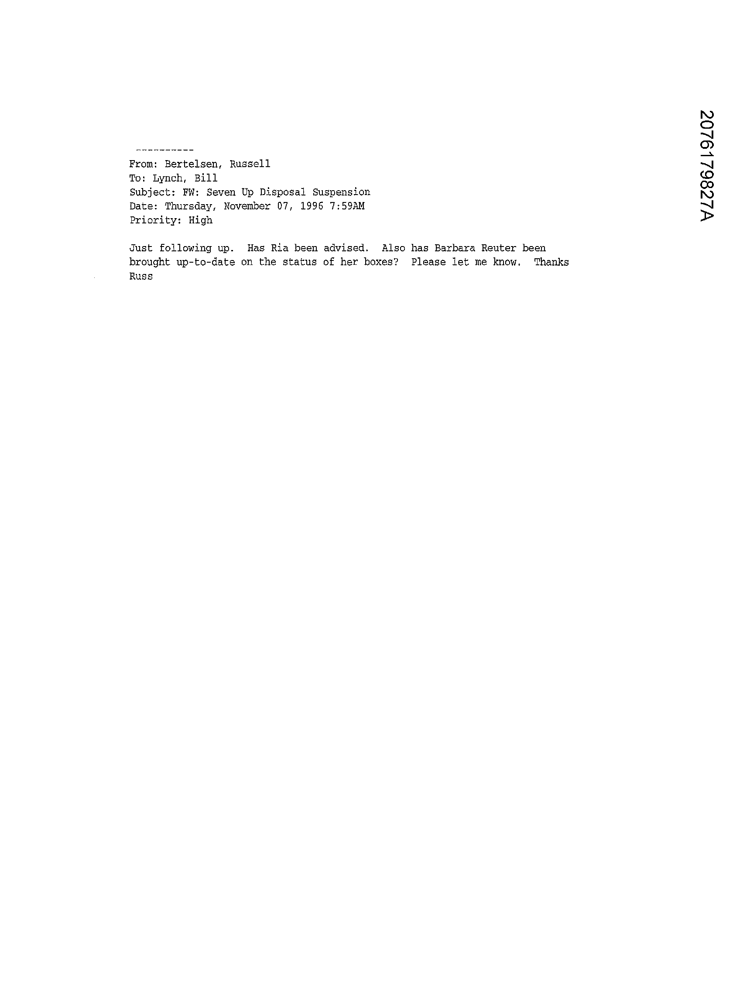 ----------
From: Bertelsen, Russell
To: Lynch, Bill
Subject: FW: Seven Up Disposal Suspension
Date: Thursday, November 07, 1996 7:59AM
Priority: High
Just following up.  Has Ria been advised.  Also has Barbara Reuter been
brought up-to-date on the status of her boxes?  Please let me know.  Thanks
Russ
2076179827A